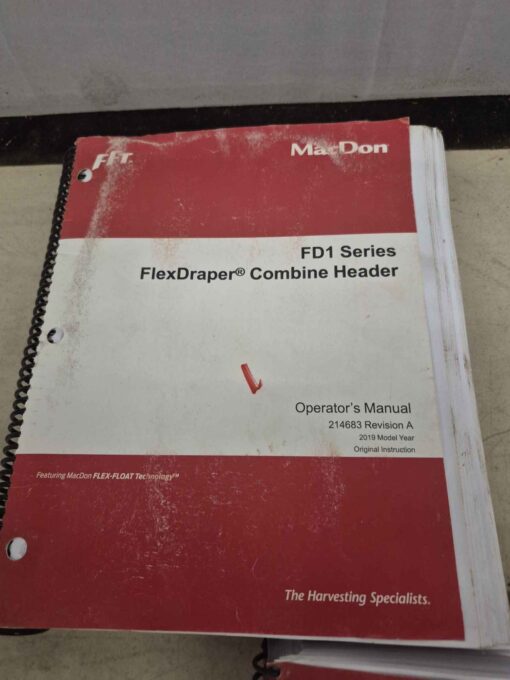 FFT
MacDon
FD1 Series
FlexDraper® Combine Header
Operator's Manual
214683 Revision A
2019 Model Year
Original Instruction
Featuring MacDon FLEX-FLOAT Technology™
The Harvesting Specialists.